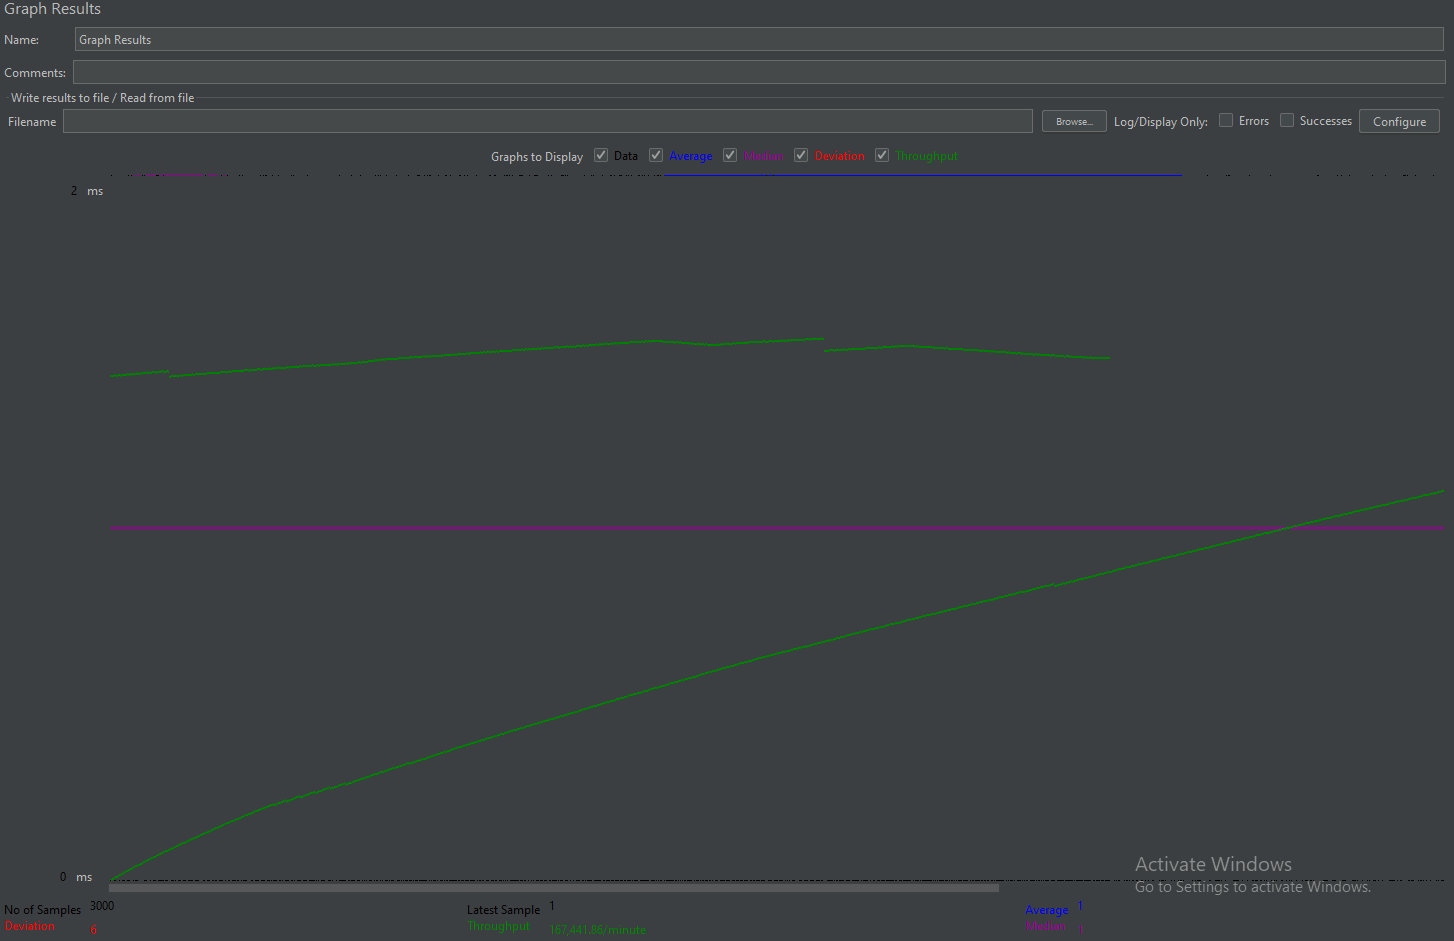 Graph Results
Name: Graph Results
Comments:
Write results to file / Read from file
Filename Browse... Log/Display Only: Errors Successes Configure
Graphs to Display Data Average Median Deviation Throughput
2 ms
0 ms
Activate Windows
Go to Settings to activate Windows.
No of Samples 3000 Latest Sample 1 Average 1
Deviation 6 Throughput 167,441.86/minute Median 1